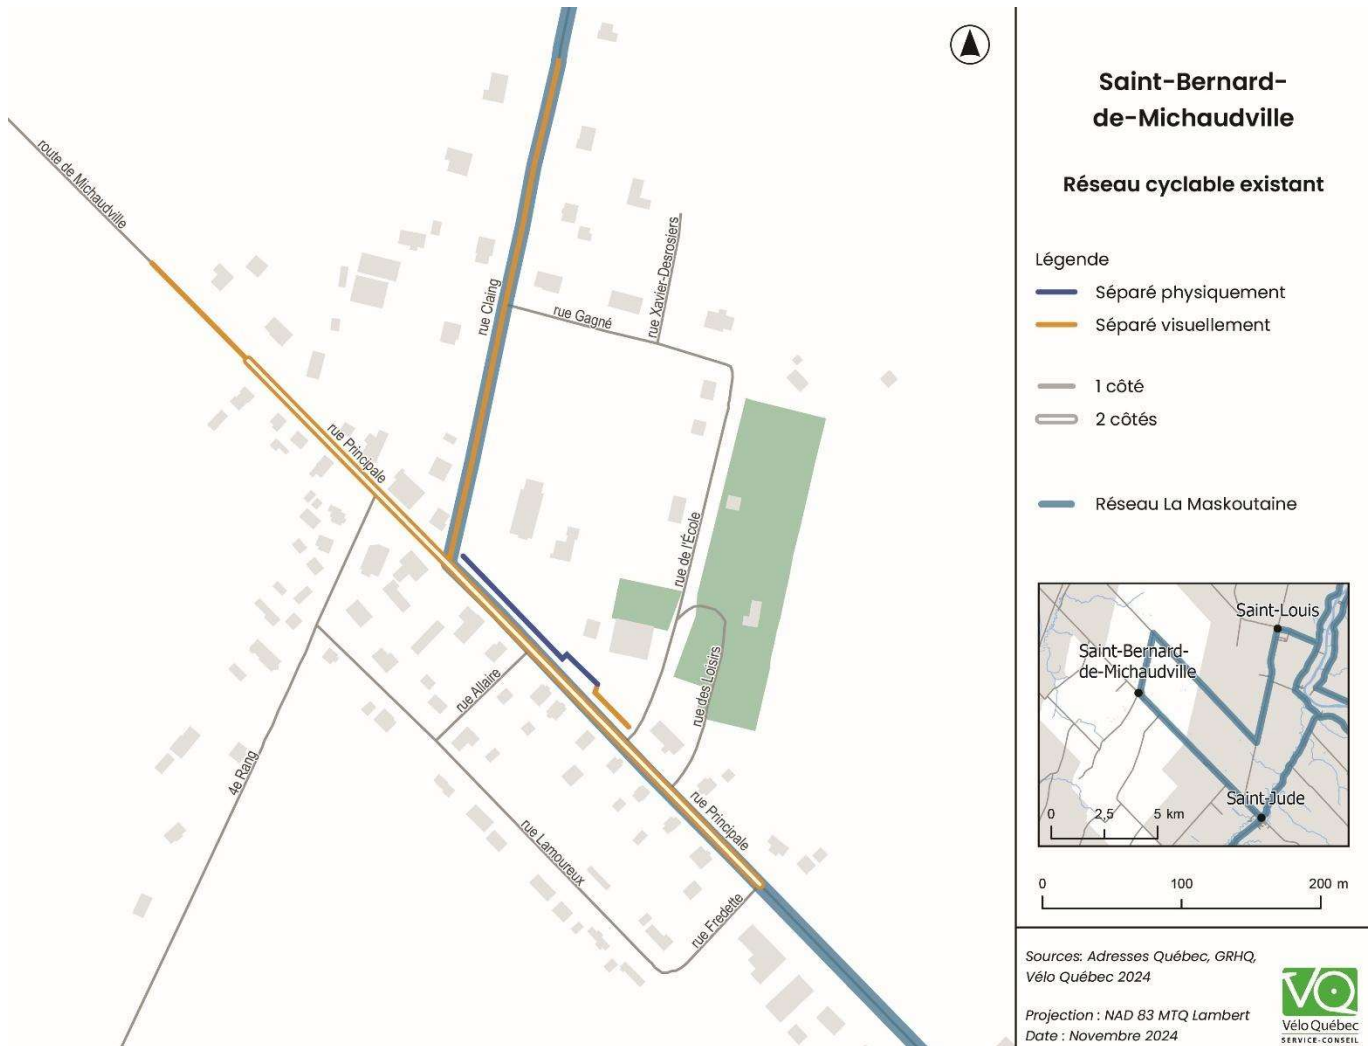 Saint-Bernard-
de-Michaudville
Réseau cyclable existant
Légende
Séparé physiquement
Séparé visuellement
1 côté
2 côtés
Réseau La Maskoutaine
route de Michaudville
rue Principale
rue Claing
rue Gagné
rue Xavier-Desrosiers
rue de l'École
rue des Loisirs
rue Allaire
4e Rang
rue Lamoureux
rue Principale
rue Fredette
Saint-Louis
Saint-Bernard-
de-Michaudville
Saint-Jude
0 2,5 5 km
0 100 200 m
Sources: Adresses Québec, GRHQ,
Vélo Québec 2024
Projection : NAD 83 MTQ Lambert
Date : Novembre 2024
VQ
Vélo Québec
SERVICE-CONSEIL